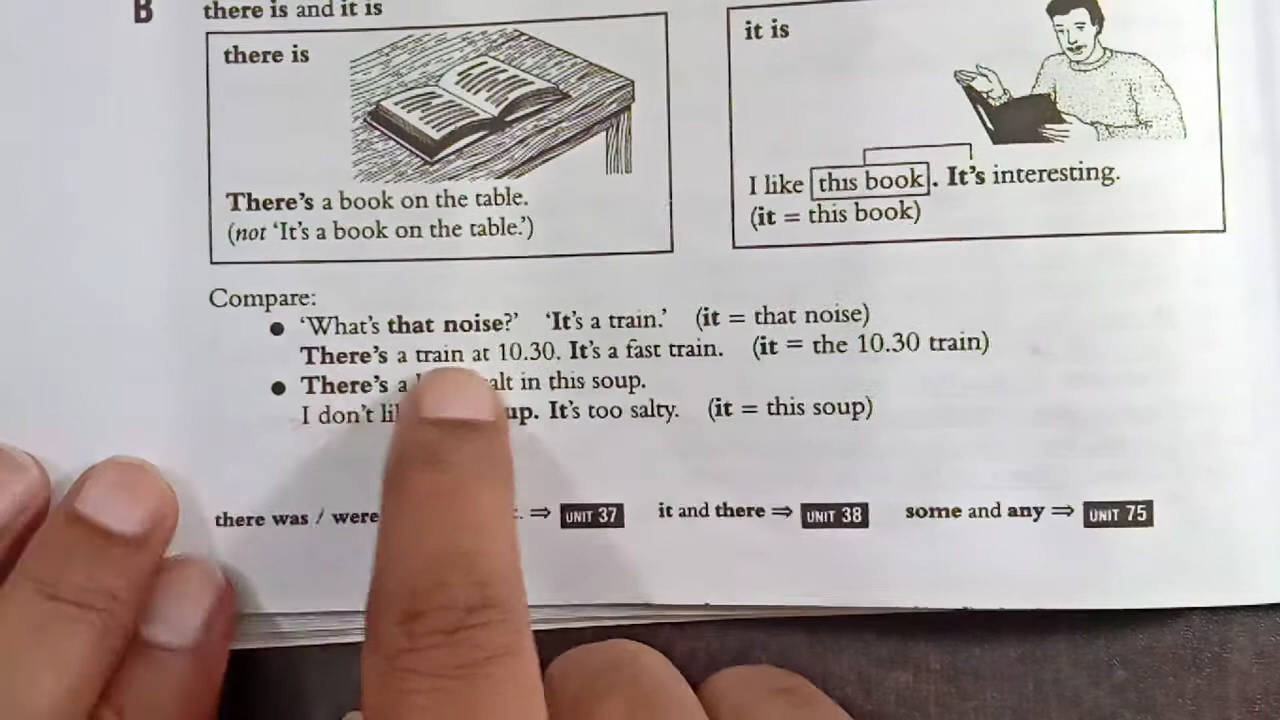 B there is and it is
there is
There's a book on the table.
(not 'It's a book on the table.')
it is
I like this book. It's interesting.
(it = this book)
Compare:
● 'What's that noise?' 'It's a train.' (it = that noise)
There's a train at 10.30. It's a fast train. (it = the 10.30 train)
● There's a alt in this soup.
I don't li up. It's too salty. (it = this soup)
there was / were ⇒ UNIT 37 it and there ⇒ UNIT 38 some and any ⇒ UNIT 75